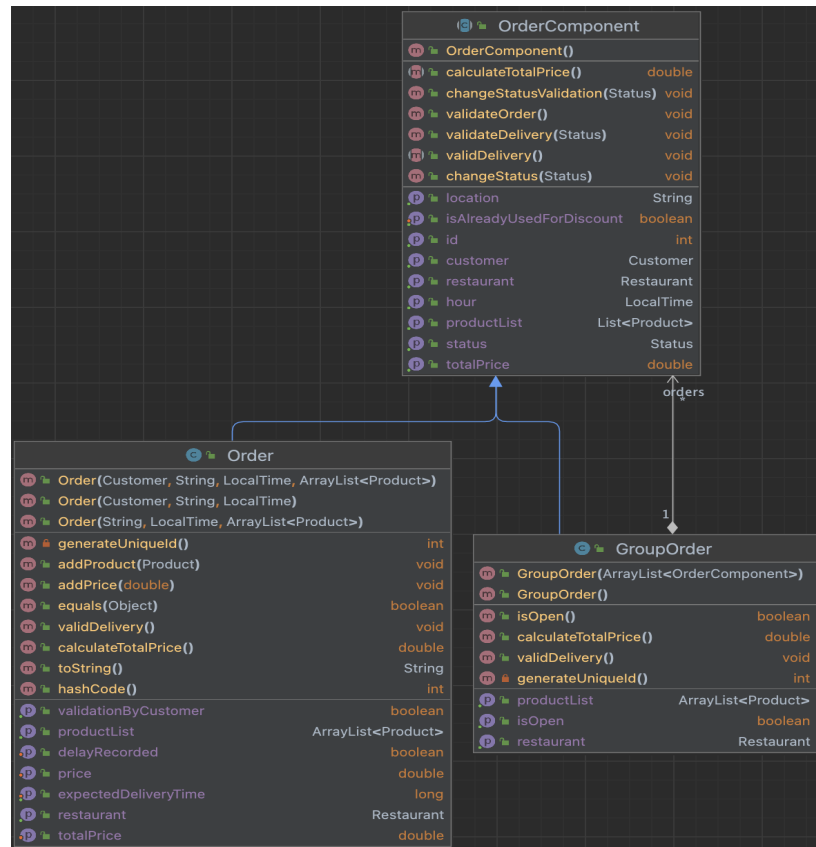 OrderComponent
OrderComponent()
calculateTotalPrice() double
changeStatusValidation(Status) void
validateOrder() void
validateDelivery(Status) void
validDelivery() void
changeStatus(Status) void
location String
isAlreadyUsedForDiscount boolean
id int
customer Customer
restaurant Restaurant
hour LocalTime
productList List<Product>
status Status
totalPrice double
orders
*
Order
Order(Customer, String, LocalTime, ArrayList<Product>)
Order(Customer, String, LocalTime)
Order(String, LocalTime, ArrayList<Product>)
generateUniqueId() int
addProduct(Product) void
addPrice(double) void
equals(Object) boolean
validDelivery() void
calculateTotalPrice() double
toString() String
hashCode() int
validationByCustomer boolean
productList ArrayList<Product>
delayRecorded boolean
price double
expectedDeliveryTime long
restaurant Restaurant
totalPrice double
1
GroupOrder
GroupOrder(ArrayList<OrderComponent>)
GroupOrder()
isOpen() boolean
calculateTotalPrice() double
validDelivery() void
generateUniqueId() int
productList ArrayList<Product>
isOpen boolean
restaurant Restaurant